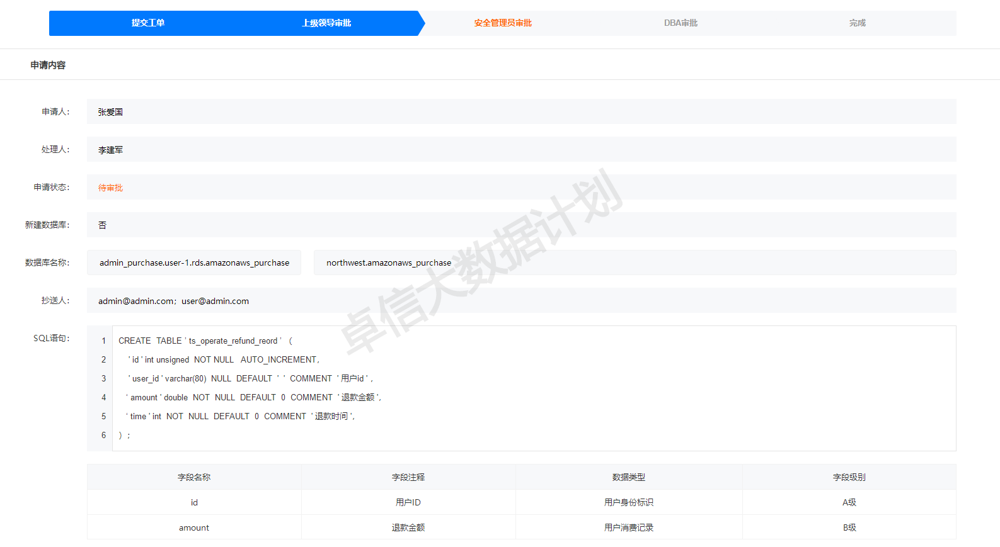 提交工单 上级领导审批 安全管理员审批 DBA审批 完成
申请内容
申请人： 张爱国
处理人： 李建军
申请状态： 待审批
新建数据库： 否
数据库名称： admin_purchase.user-1.rds.amazonaws_purchase northwest.amazonaws_purchase
抄送人： admin@admin.com；user@admin.com
SQL语句：
1 CREATE TABLE ' ts_operate_refund_reord ' （
2 ' id ' int unsigned NOT NULL AUTO_INCREMENT,
3 ' user_id ' varchar(80) NULL DEFAULT ' ' COMMENT ' 用户id ' ,
4 ‘ amount ' double NOT NULL DEFAULT 0 COMMENT ' 退款金额 ',
5 ‘ time ' int NOT NULL DEFAULT 0 COMMENT ' 退款时间 ',
6 ）;
字段名称 字段注释 数据类型 字段级别
id 用户ID 用户身份标识 A级
amount 退款金额 用户消费记录 B级
卓信大数据计划